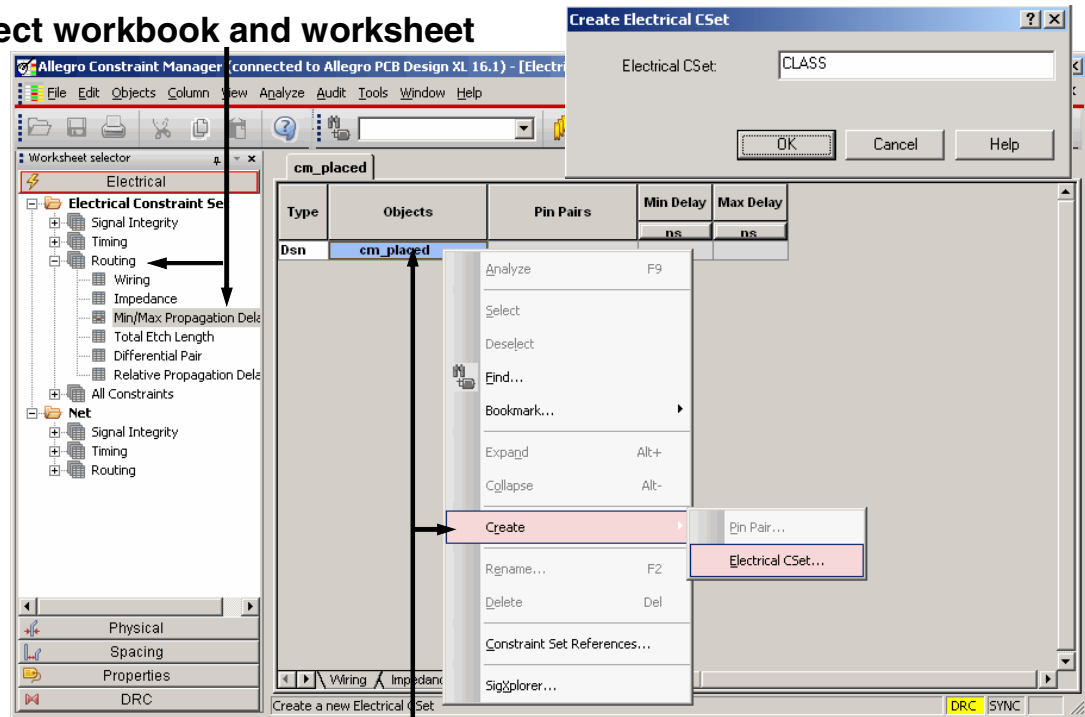 ect workbook and worksheet
Create Electrical CSet
Electrical CSet:
CLASS
OK
Cancel
Help
Allegro Constraint Manager (connected to Allegro PCB Design XL 16.1) - [Electri
File Edit Objects Column View Analyze Audit Tools Window Help
Worksheet selector
Electrical
Electrical Constraint Se
Signal Integrity
Timing
Routing
Wiring
Impedance
Min/Max Propagation Dela
Total Etch Length
Differential Pair
Relative Propagation Dela
All Constraints
Net
Signal Integrity
Timing
Routing
Physical
Spacing
Properties
DRC
cm_placed
Type Objects Pin Pairs Min Delay Max Delay
ns ns
Dsn cm_placed
Analyze F9
Select
Deselect
Find...
Bookmark...
Expand Alt+
Collapse Alt-
Create
Rename... F2
Delete Del
Constraint Set References...
SigXplorer...
Pin Pair...
Electrical CSet...
Wiring Impedanc
Create a new Electrical CSet
DRC SYNC